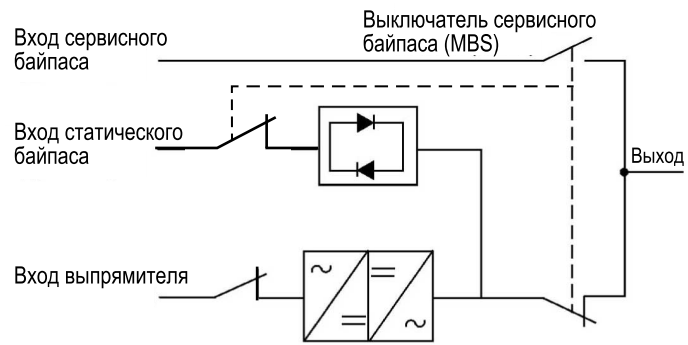 Вход сервисного
байпаса
Выключатель сервисного
байпаса (MBS)
Вход статического
байпаса
Выход
Вход выпрямителя